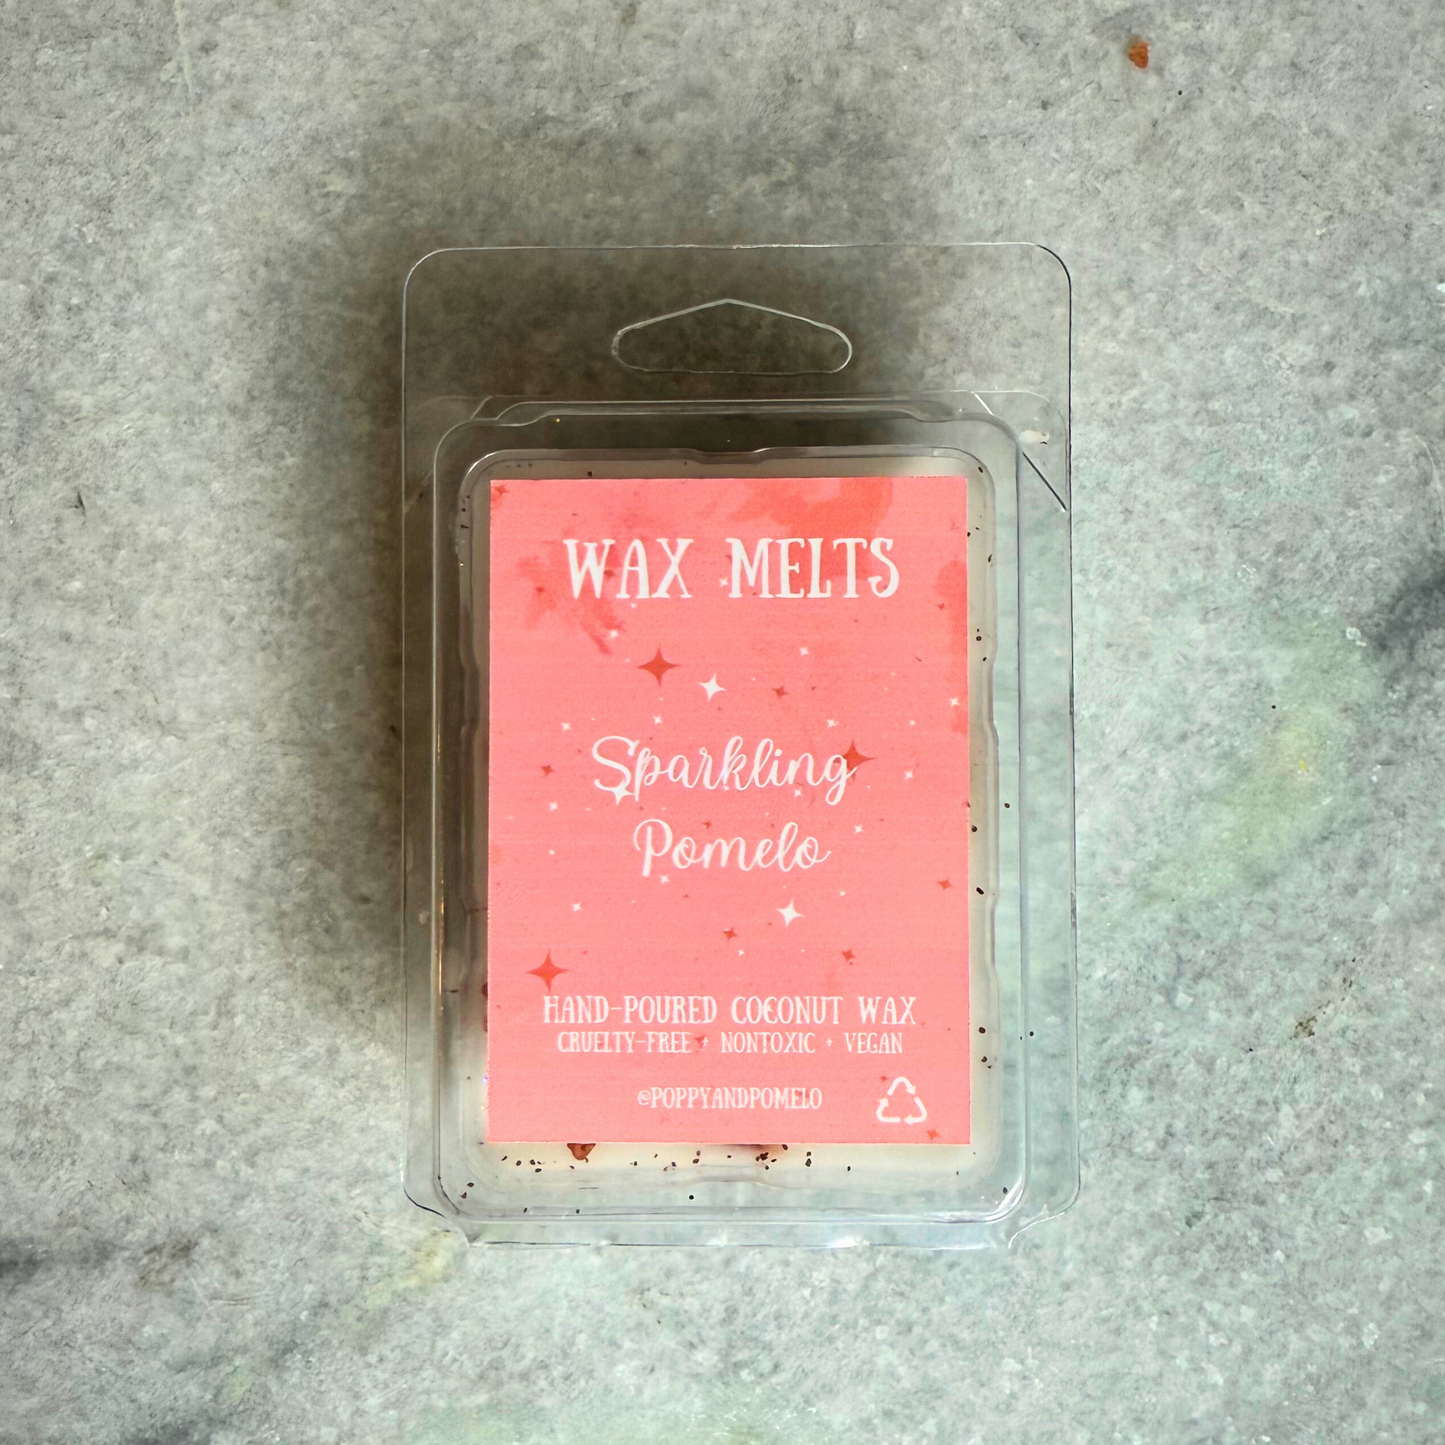 WAX MELTS
Sparkling
Pomelo
HAND-POURED COCONUT WAX
CRUELTY-FREE + NONTOXIC + VEGAN
@POPPYANDPOMELO